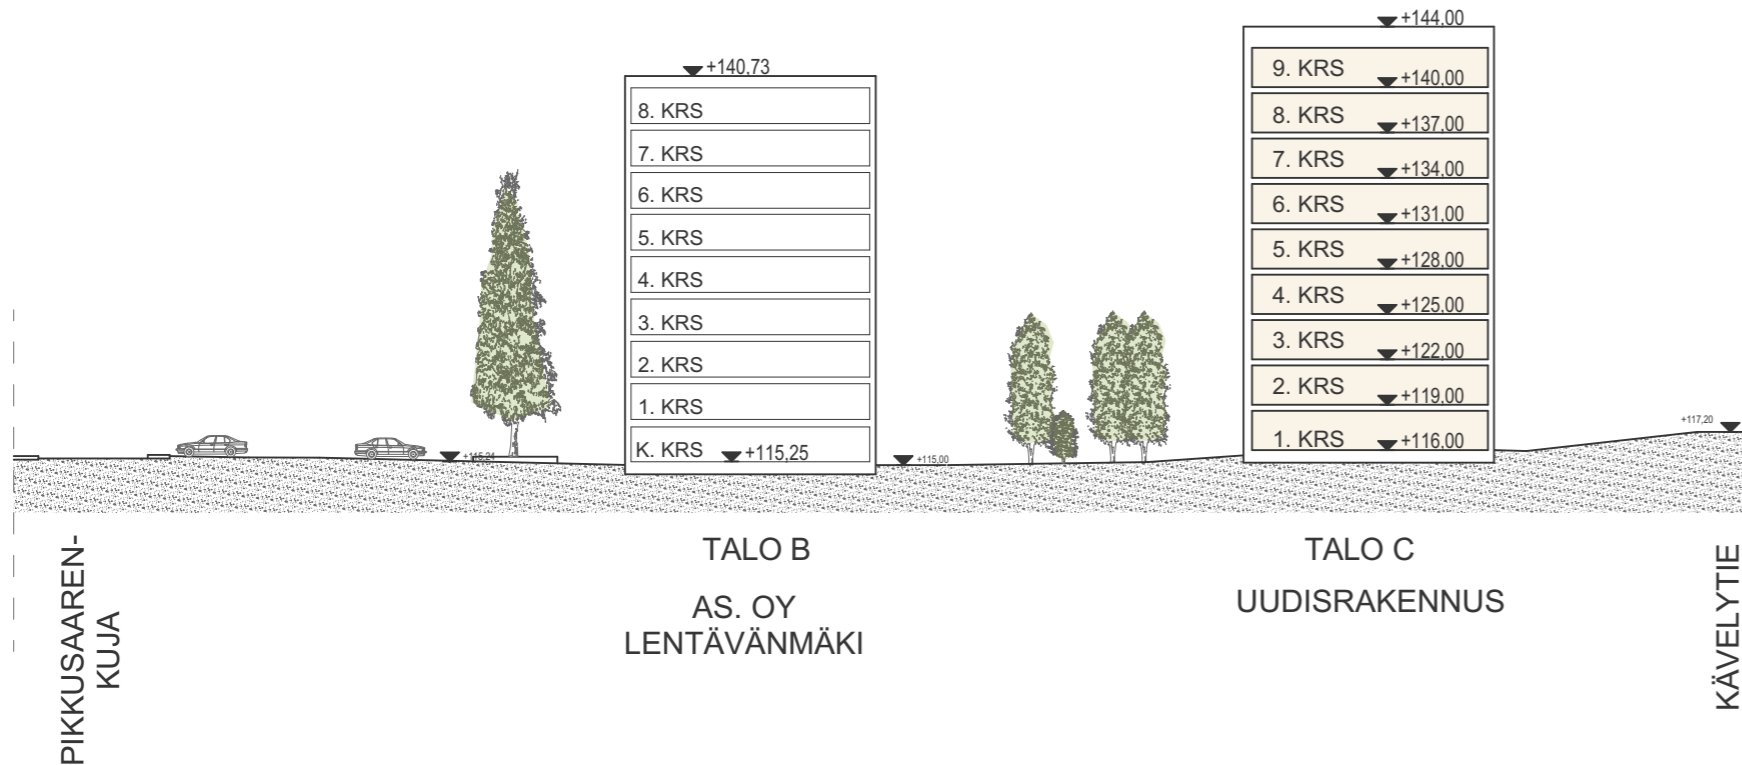 +144,00
9. KRS +140,00
8. KRS +137,00
7. KRS +134,00
6. KRS +131,00
5. KRS +128,00
4. KRS +125,00
3. KRS +122,00
2. KRS +119,00
1. KRS +116,00
+140,73
8. KRS
7. KRS
6. KRS
5. KRS
4. KRS
3. KRS
2. KRS
1. KRS
K. KRS +115,25
+115,24
+115,00
+117,20
PIKKUSAAREN-
KUJA
TALO B
AS. OY
LENTÄVÄNMÄKI
TALO C
UUDISRAKENNUS
KÄVELYTIE